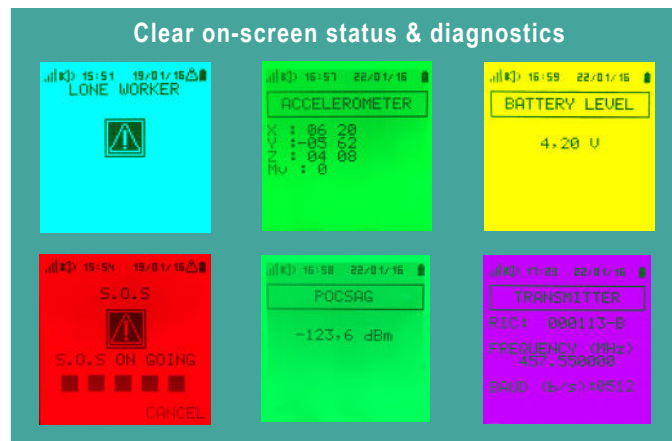 Clear on-screen status & diagnostics
15:51 19/01/16
LONE WORKER
16:57 22/01/16
ACCELEROMETER
X : 06 20
Y :-05 62
Z : 04 08
Mv : 0
16:59 22/01/16
BATTERY LEVEL
4,20 V
15:54 19/01/16
S.O.S
S.O.S ON GOING
CANCEL
16:58 22/01/16
POCSAG
-123,6 dBm
22/01/16
TRANSMITTER
RIC: 000113-B
FREQUENCY (MHz)
457.550000
BAUD (b/s):0512